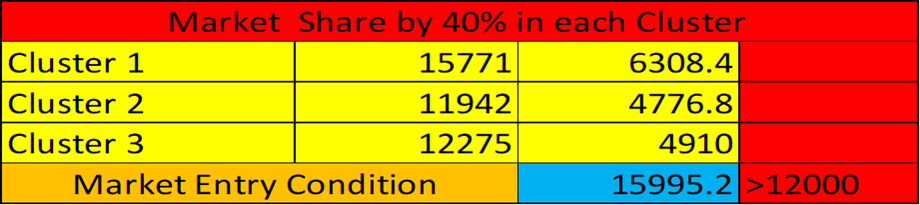 Market  Share by 40% in each Cluster
Cluster 1 15771 6308.4
Cluster 2 11942 4776.8
Cluster 3 12275 4910
Market Entry Condition 15995.2 >12000